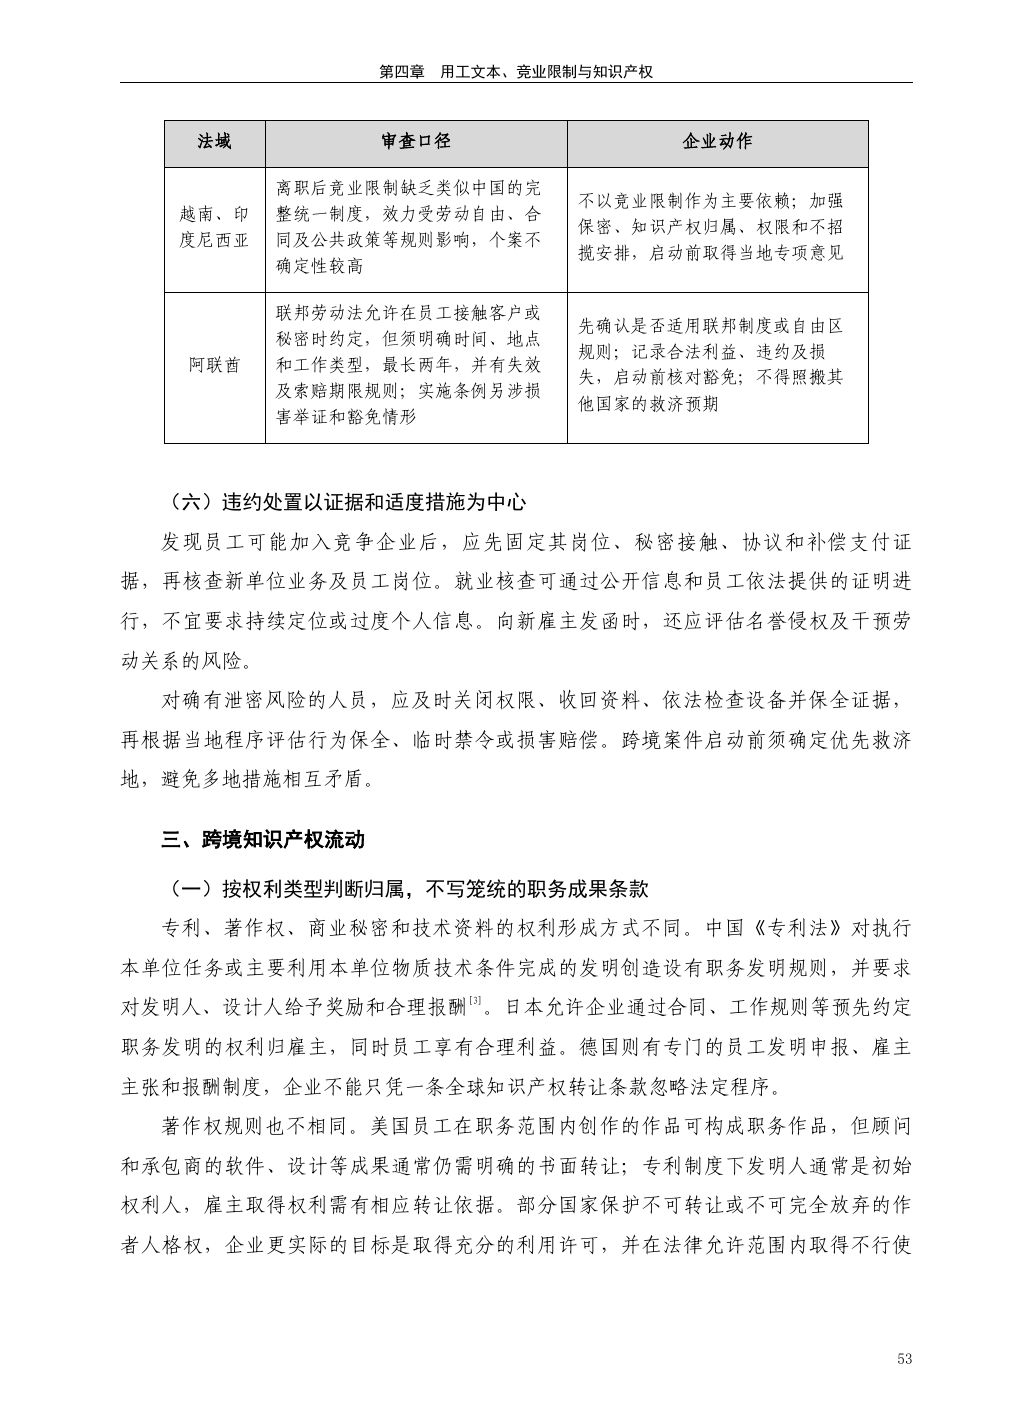 第四章　用工文本、竞业限制与知识产权
法域
审查口径
企业动作
越南、印
度尼西亚
离职后竞业限制缺乏类似中国的完
整统一制度，效力受劳动自由、合
同及公共政策等规则影响，个案不
确定性较高
不以竞业限制作为主要依赖；加强
保密、知识产权归属、权限和不招
揽安排，启动前取得当地专项意见
阿联酋
联邦劳动法允许在员工接触客户或
秘密时约定，但须明确时间、地点
和工作类型，最长两年，并有失效
及索赔期限规则；实施条例另涉损
害举证和豁免情形
先确认是否适用联邦制度或自由区
规则；记录合法利益、违约及损
失，启动前核对豁免；不得照搬其
他国家的救济预期
（六）违约处置以证据和适度措施为中心
发现员工可能加入竞争企业后，应先固定其岗位、秘密接触、协议和补偿支付证
据，再核查新单位业务及员工岗位。就业核查可通过公开信息和员工依法提供的证明进
行，不宜要求持续定位或过度个人信息。向新雇主发函时，还应评估名誉侵权及干预劳
动关系的风险。
对确有泄密风险的人员，应及时关闭权限、收回资料、依法检查设备并保全证据，
再根据当地程序评估行为保全、临时禁令或损害赔偿。跨境案件启动前须确定优先救济
地，避免多地措施相互矛盾。
三、跨境知识产权流动
（一）按权利类型判断归属，不写笼统的职务成果条款
专利、著作权、商业秘密和技术资料的权利形成方式不同。中国《专利法》对执行
本单位任务或主要利用本单位物质技术条件完成的发明创造设有职务发明规则，并要求
对发明人、设计人给予奖励和合理报酬[3]。日本允许企业通过合同、工作规则等预先约定
职务发明的权利归雇主，同时员工享有合理利益。德国则有专门的员工发明申报、雇主
主张和报酬制度，企业不能只凭一条全球知识产权转让条款忽略法定程序。
著作权规则也不相同。美国员工在职务范围内创作的作品可构成职务作品，但顾问
和承包商的软件、设计等成果通常仍需明确的书面转让；专利制度下发明人通常是初始
权利人，雇主取得权利需有相应转让依据。部分国家保护不可转让或不可完全放弃的作
者人格权，企业更实际的目标是取得充分的利用许可，并在法律允许范围内取得不行使
53